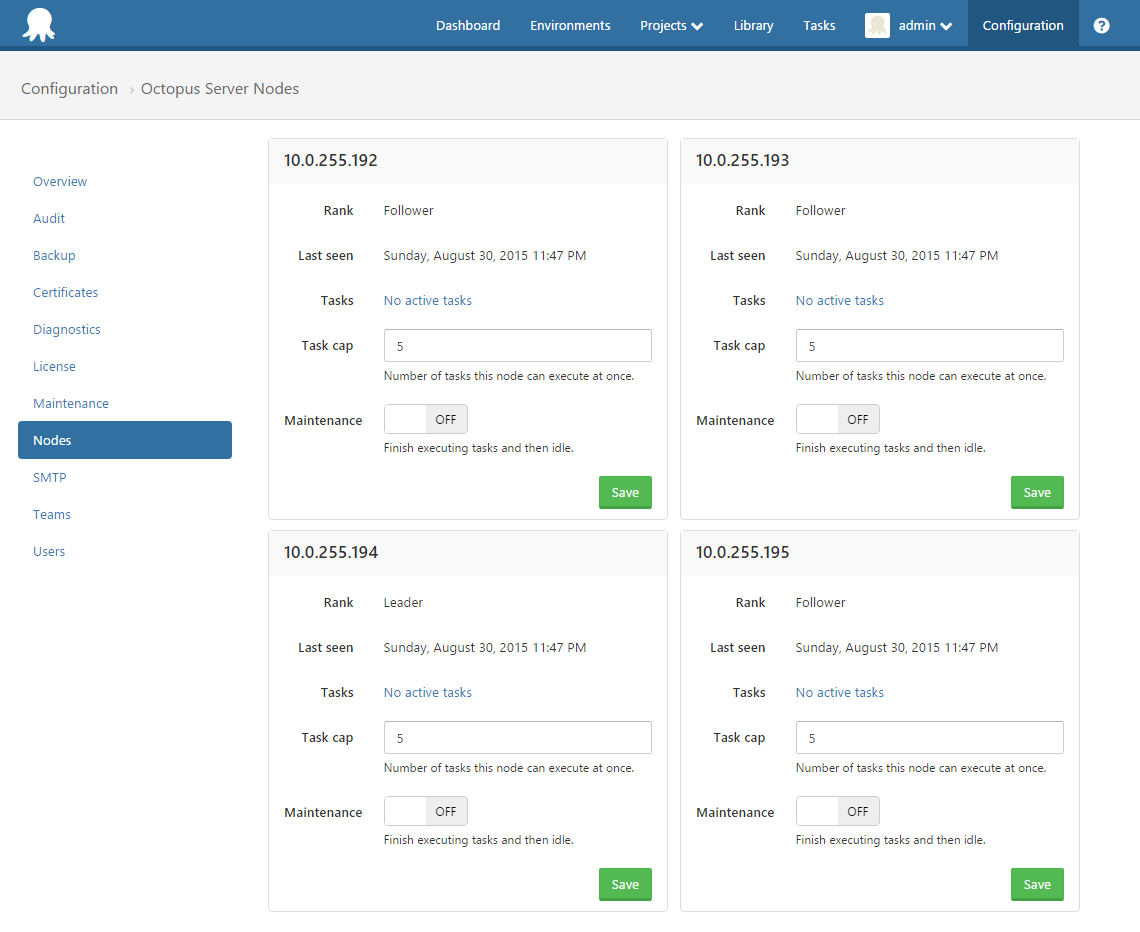 Dashboard Environments Projects Library Tasks admin Configuration ?
Configuration › Octopus Server Nodes
Overview
Audit
Backup
Certificates
Diagnostics
License
Maintenance
Nodes
SMTP
Teams
Users
10.0.255.192
Rank Follower
Last seen Sunday, August 30, 2015 11:47 PM
Tasks No active tasks
Task cap 5
Number of tasks this node can execute at once.
Maintenance OFF
Finish executing tasks and then idle.
Save
10.0.255.193
Rank Follower
Last seen Sunday, August 30, 2015 11:47 PM
Tasks No active tasks
Task cap 5
Number of tasks this node can execute at once.
Maintenance OFF
Finish executing tasks and then idle.
Save
10.0.255.194
Rank Leader
Last seen Sunday, August 30, 2015 11:47 PM
Tasks No active tasks
Task cap 5
Number of tasks this node can execute at once.
Maintenance OFF
Finish executing tasks and then idle.
Save
10.0.255.195
Rank Follower
Last seen Sunday, August 30, 2015 11:47 PM
Tasks No active tasks
Task cap 5
Number of tasks this node can execute at once.
Maintenance OFF
Finish executing tasks and then idle.
Save